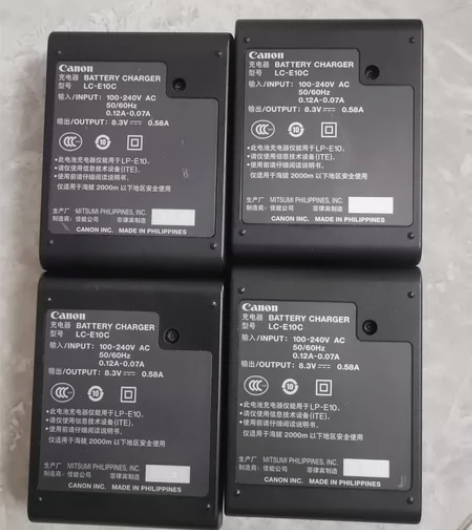 Canon
充电器 BATTERY CHARGER
型号 LC-E10C
输入/INPUT: 100-240V AC
50/60Hz
0.12A-0.07A
输出/OUTPUT: 8.3V⎓ 0.58A
CCC 10
•此电池充电器仅能用于LP-E10。
•请仅使用信息技术设备(ITE)。
•使用前请仔细阅读说明书。
仅适用于海拔 2000m 以下地区安全使用
生产厂 MITSUMI PHILIPPINES, INC.
制造商: 佳能公司 菲律宾制造
CANON INC. MADE IN PHILIPPINES
Canon
充电器 BATTERY CHARGER
型号 LC-E10C
输入/INPUT: 100-240V AC
50/60Hz
0.12A-0.07A
输出/OUTPUT: 8.3V⎓ 0.58A
CCC 10
•此电池充电器仅能用于LP-E10。
•请仅使用信息技术设备(ITE)。
•使用前请仔细阅读说明书。
仅适用于海拔 2000m 以下地区安全使用
生产厂 MITSUMI PHILIPPINES, INC.
制造商: 佳能公司 菲律宾制造
CANON INC. MADE IN PHILIPPINES
Canon
充电器 BATTERY CHARGER
型号 LC-E10C
输入/INPUT: 100-240V AC
50/60Hz
0.12A-0.07A
输出/OUTPUT: 8.3V⎓ 0.58A
CCC 10
•此电池充电器仅能用于LP-E10。
•请仅使用信息技术设备(ITE)。
•使用前请仔细阅读说明书。
仅适用于海拔 2000m 以下地区安全使用
生产厂 MITSUMI PHILIPPINES, INC.
制造商: 佳能公司 菲律宾制造
CANON INC. MADE IN PHILIPPINES
Canon
充电器 BATTERY CHARGER
型号 LC-E10C
输入/INPUT: 100-240V AC
50/60Hz
0.12A-0.07A
输出/OUTPUT: 8.3V⎓ 0.58A
CCC 10
•此电池充电器仅能用于LP-E10。
•请仅使用信息技术设备(ITE)。
•使用前请仔细阅读说明书。
仅适用于海拔 2000m 以下地区安全使用
生产厂 MITSUMI PHILIPPINES, INC.
制造商: 佳能公司 菲律宾制造
CANON INC. MADE IN PHILIPPINES